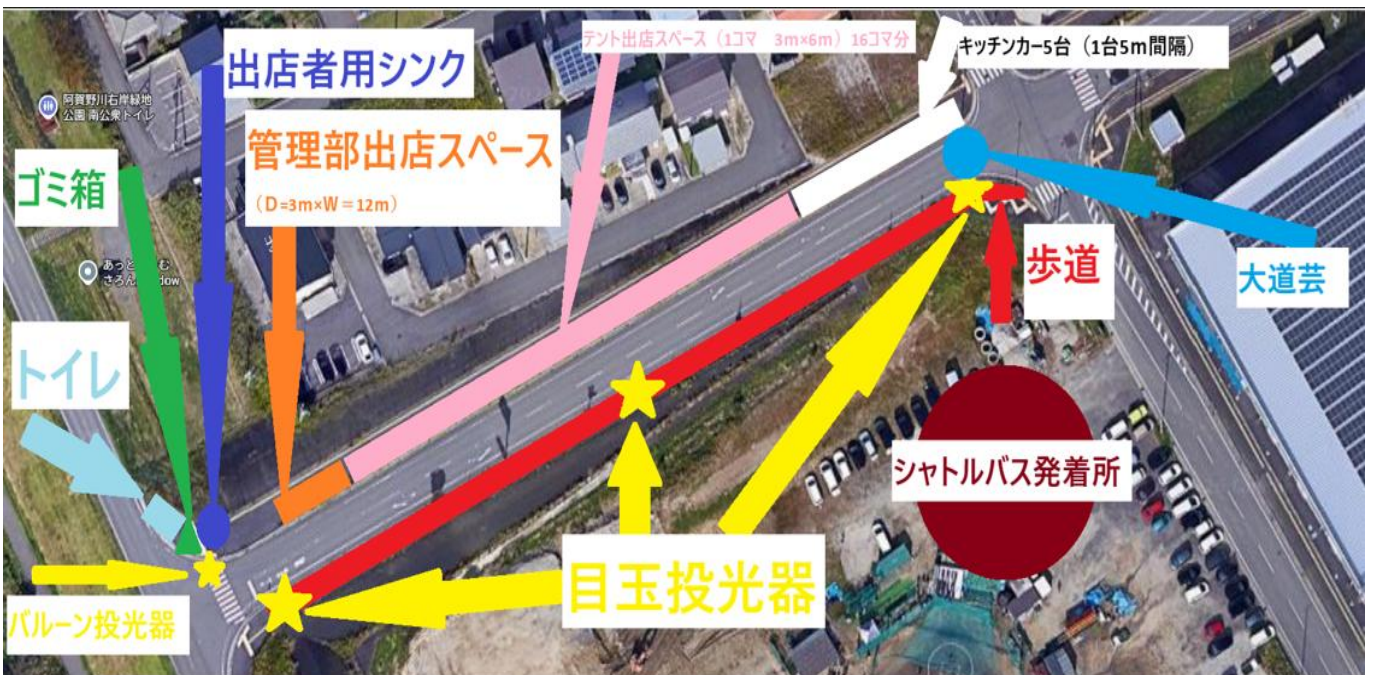 出店者用シンク
テント出店スペース（1コマ　3m×6m）16コマ分
キッチンカー5台（1台5m間隔）
阿賀野川右岸緑地
公園 南公衆トイレ
管理部出店スペース
（D=3m×W＝12m）
ゴミ箱
歩道
大道芸
トイレ
シャトルバス発着所
目玉投光器
バルーン投光器